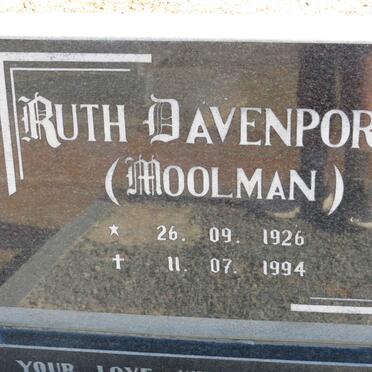 RUTH DAVENPOR
(MOOLMAN)
★ 26. 09. 1926
✝ 11. 07. 1994
YOUR LOVE